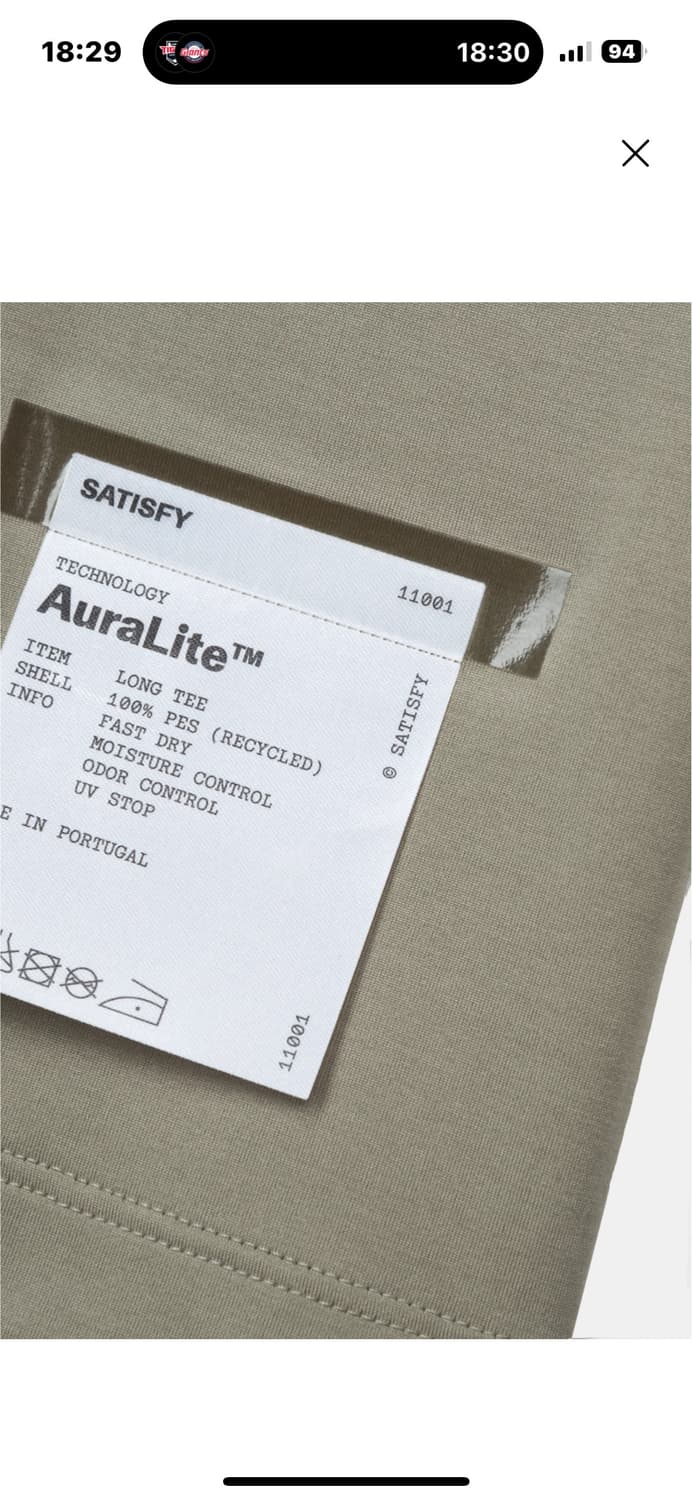 18:29
18:30
94
SATISFY
11001
TECHNOLOGY
AuraLite™
ITEM LONG TEE
SHELL 100% PES (RECYCLED)
INFO FAST DRY
MOISTURE CONTROL
ODOR CONTROL
UV STOP
© SATISFY
E IN PORTUGAL
11001